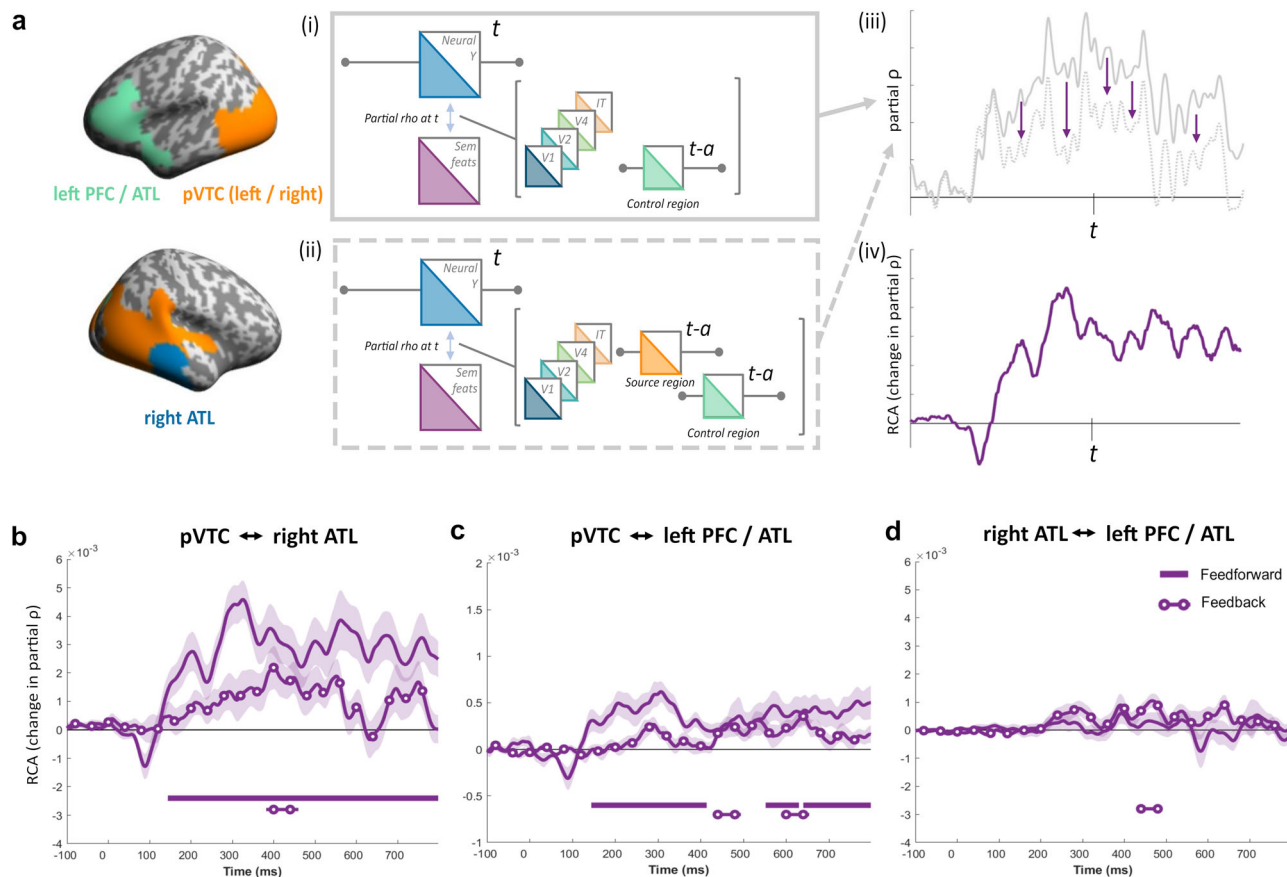 a
left PFC / ATL
pVTC (left / right)
right ATL
(i)
t
Neural
Y
Partial rho at t
Sem
feats
IT
V4
V2
V1
t-a
Control region
(ii)
t
Neural
Y
Partial rho at t
Sem
feats
IT
V4
V2
V1
t-a
Source region
t-a
Control region
(iii)
partial ρ
t
(iv)
RCA (change in partial ρ)
t
b
pVTC ↔ right ATL
×10⁻³
6
5
4
3
2
1
0
-1
-2
-3
-4
RCA (change in partial ρ)
-100 0 100 200 300 400 500 600 700
Time (ms)
c
pVTC ↔ left PFC / ATL
×10⁻³
2
1.5
1
0.5
0
-0.5
-1
-100 0 100 200 300 400 500 600 700
Time (ms)
d
right ATL ↔ left PFC / ATL
×10⁻³
6
5
4
3
2
1
0
-1
-2
-3
-4
Feedforward
Feedback
-100 0 100 200 300 400 500 600 700
Time (ms)